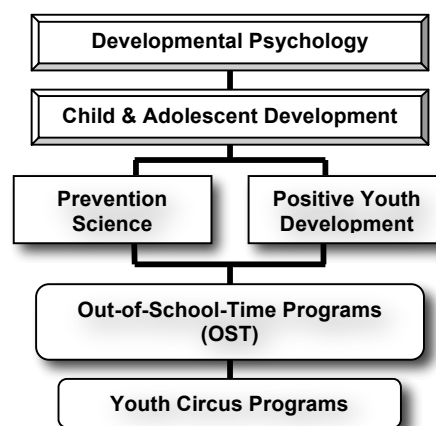 Developmental Psychology
Child & Adolescent Development
Prevention
Science
Positive Youth
Development
Out-of-School-Time Programs
(OST)
Youth Circus Programs